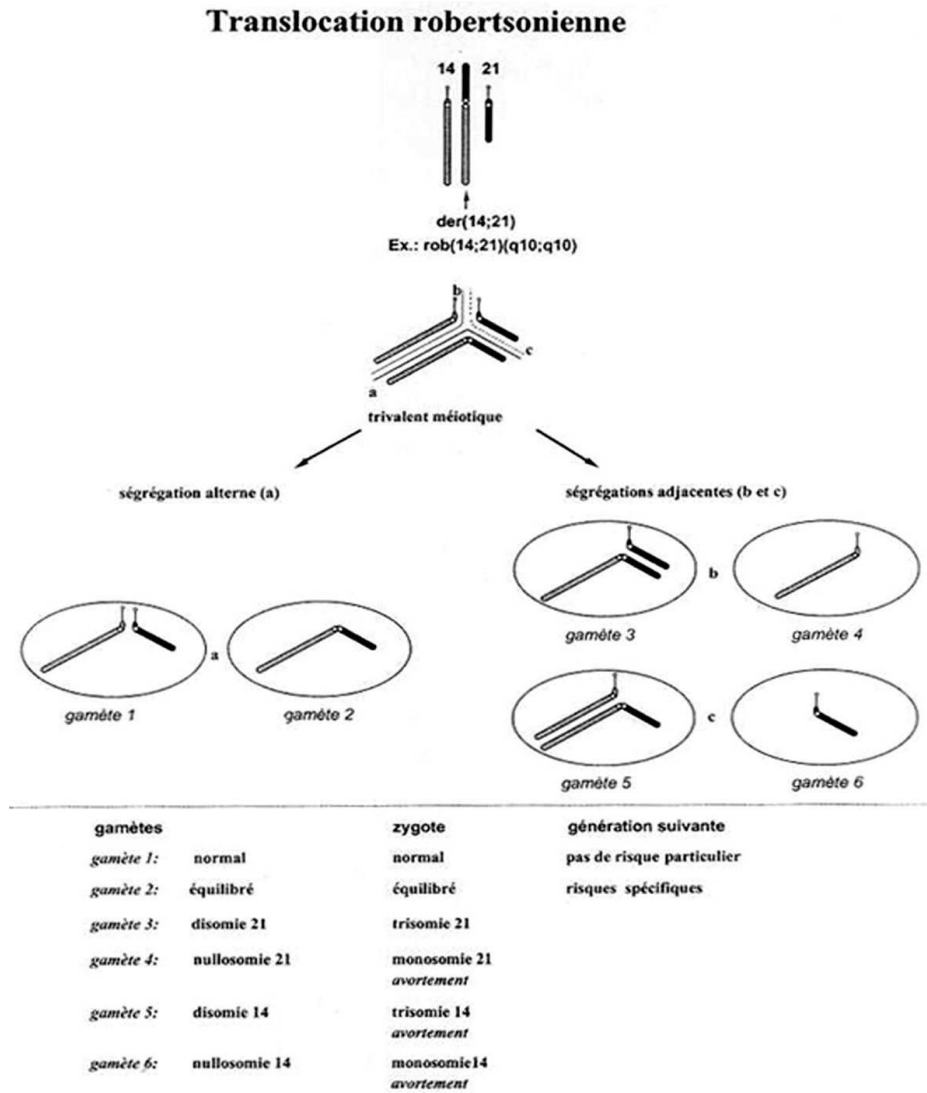 Translocation robertsonienne
14 21
der(14;21)
Ex.: rob(14;21)(q10;q10)
b
c
a
trivalent méiotique
ségrégation alterne (a)
ségrégations adjacentes (b et c)
b
gamète 3 gamète 4
a
gamète 1 gamète 2
c
gamète 5 gamète 6
gamètes zygote génération suivante
gamète 1: normal normal pas de risque particulier
gamète 2: équilibré équilibré risques spécifiques
gamète 3: disomie 21 trisomie 21
gamète 4: nullosomie 21 monosomie 21
avortement
gamète 5: disomie 14 trisomie 14
avortement
gamète 6: nullosomie 14 monosomie14
avortement